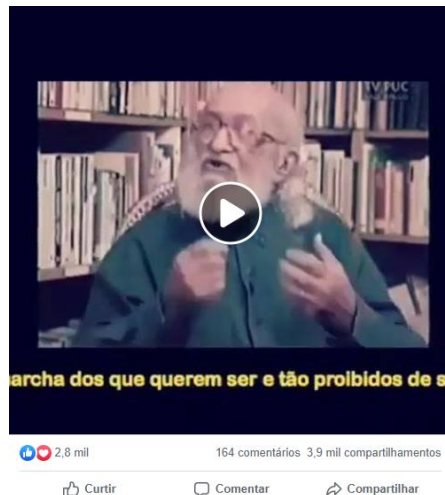 TV PUC
marcha dos que querem ser e tão proibidos de s
2,8 mil
164 comentários 3,9 mil compartilhamentos
Curtir
Comentar
Compartilhar